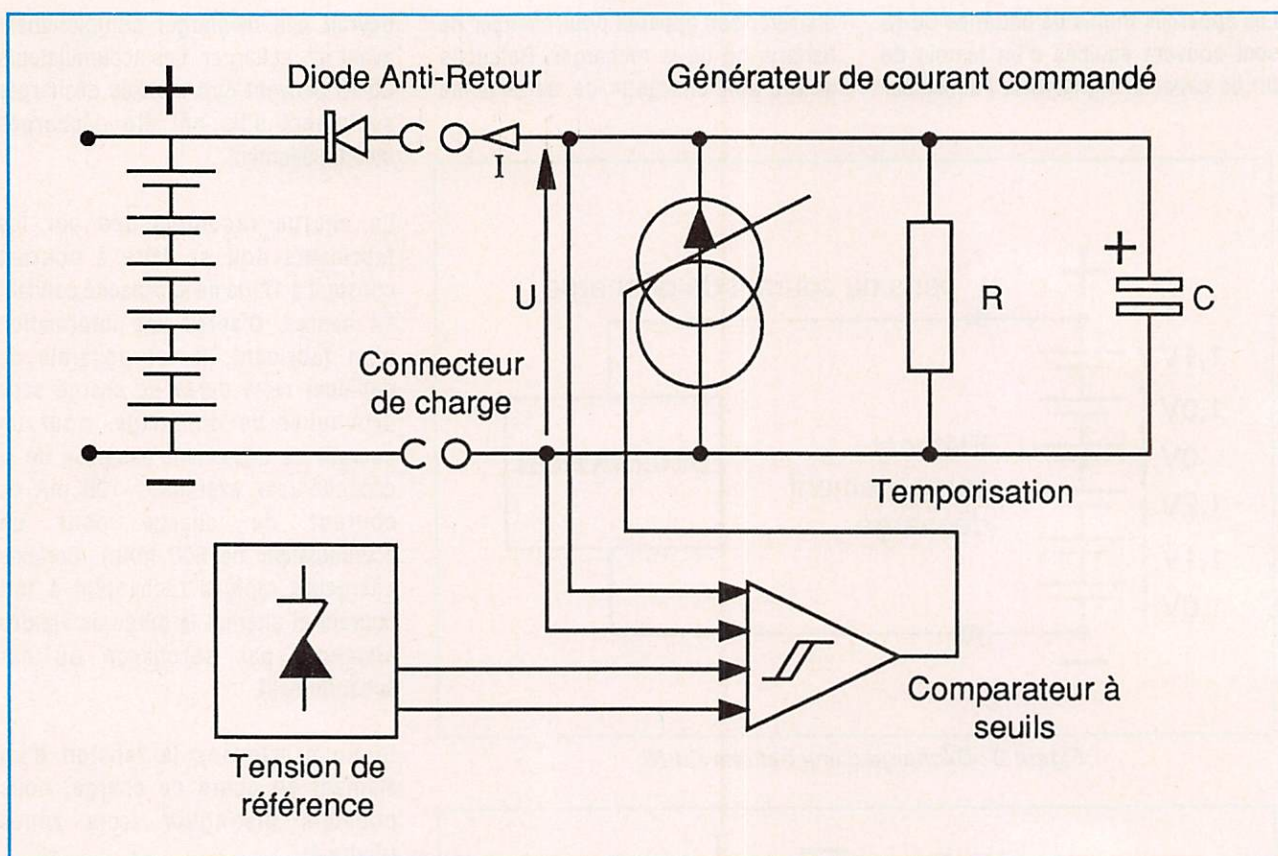 Diode Anti-Retour
Générateur de courant commandé
+
C
I
U
R
+
C
Connecteur
de charge
C
Temporisation
−
Comparateur à
seuils
Tension de
référence